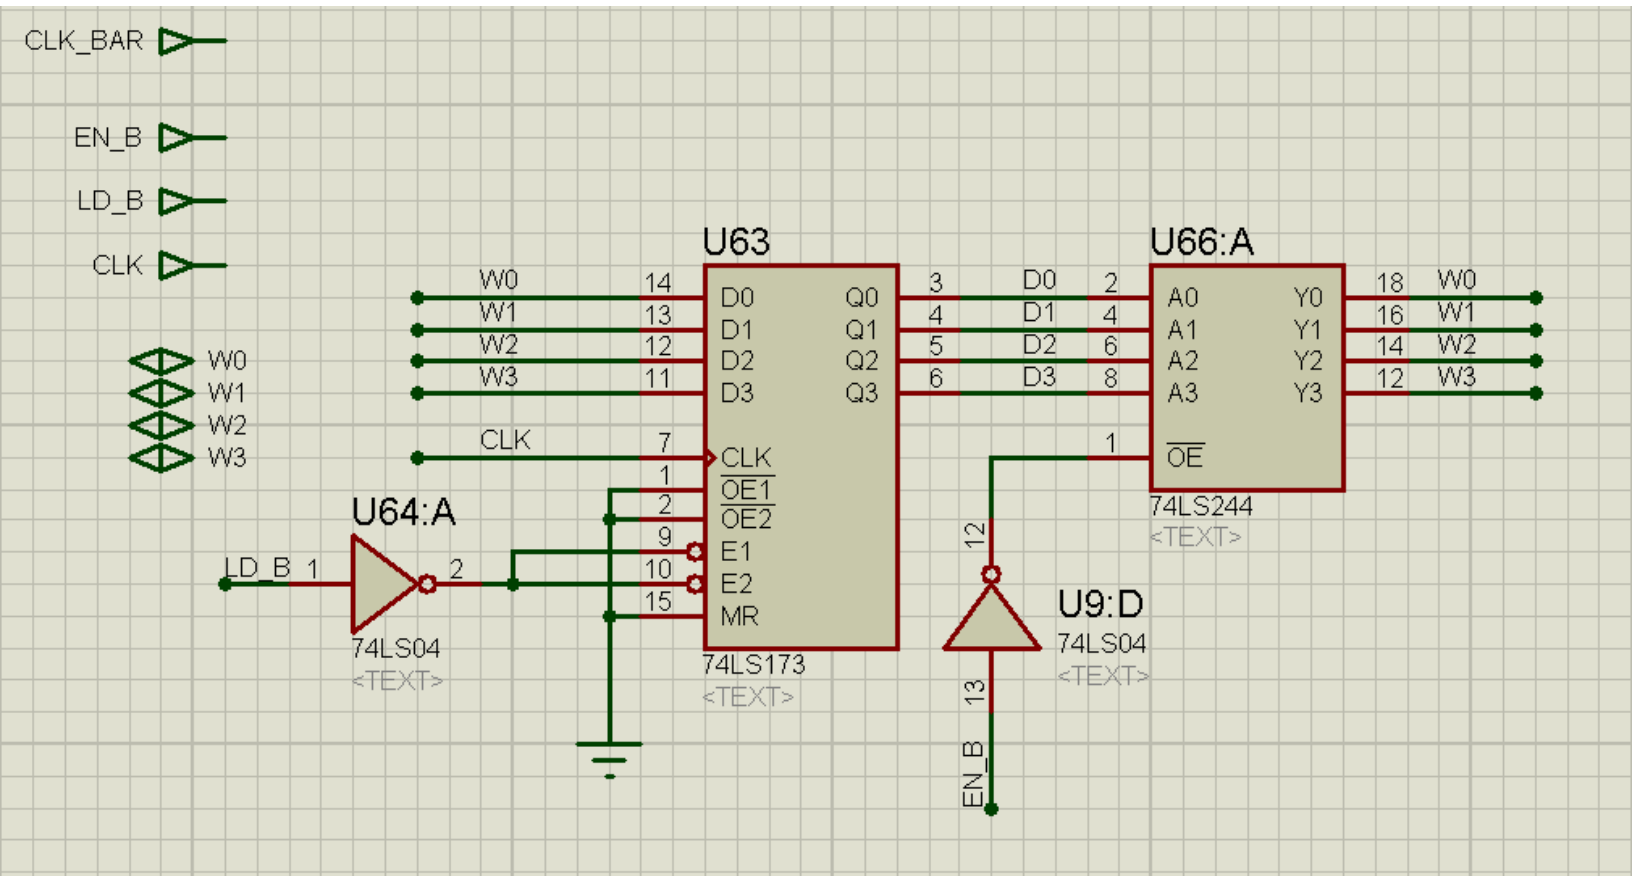 CLK_BAR
EN_B
LD_B
CLK
W0
W1
W2
W3
U63
W0 14 D0 Q0 3 D0 2 A0 Y0 18 W0
W1 13 D1 Q1 4 D1 4 A1 Y1 16 W1
W2 12 D2 Q2 5 D2 6 A2 Y2 14 W2
W3 11 D3 Q3 6 D3 8 A3 Y3 12 W3
CLK 7 CLK
1 OE1
2 OE2
9 E1
10 E2
15 MR
74LS173
<TEXT>
U66:A
1 OE
74LS244
<TEXT>
U64:A
LD_B 1 2
74LS04
<TEXT>
12
U9:D
74LS04
<TEXT>
13
EN_B